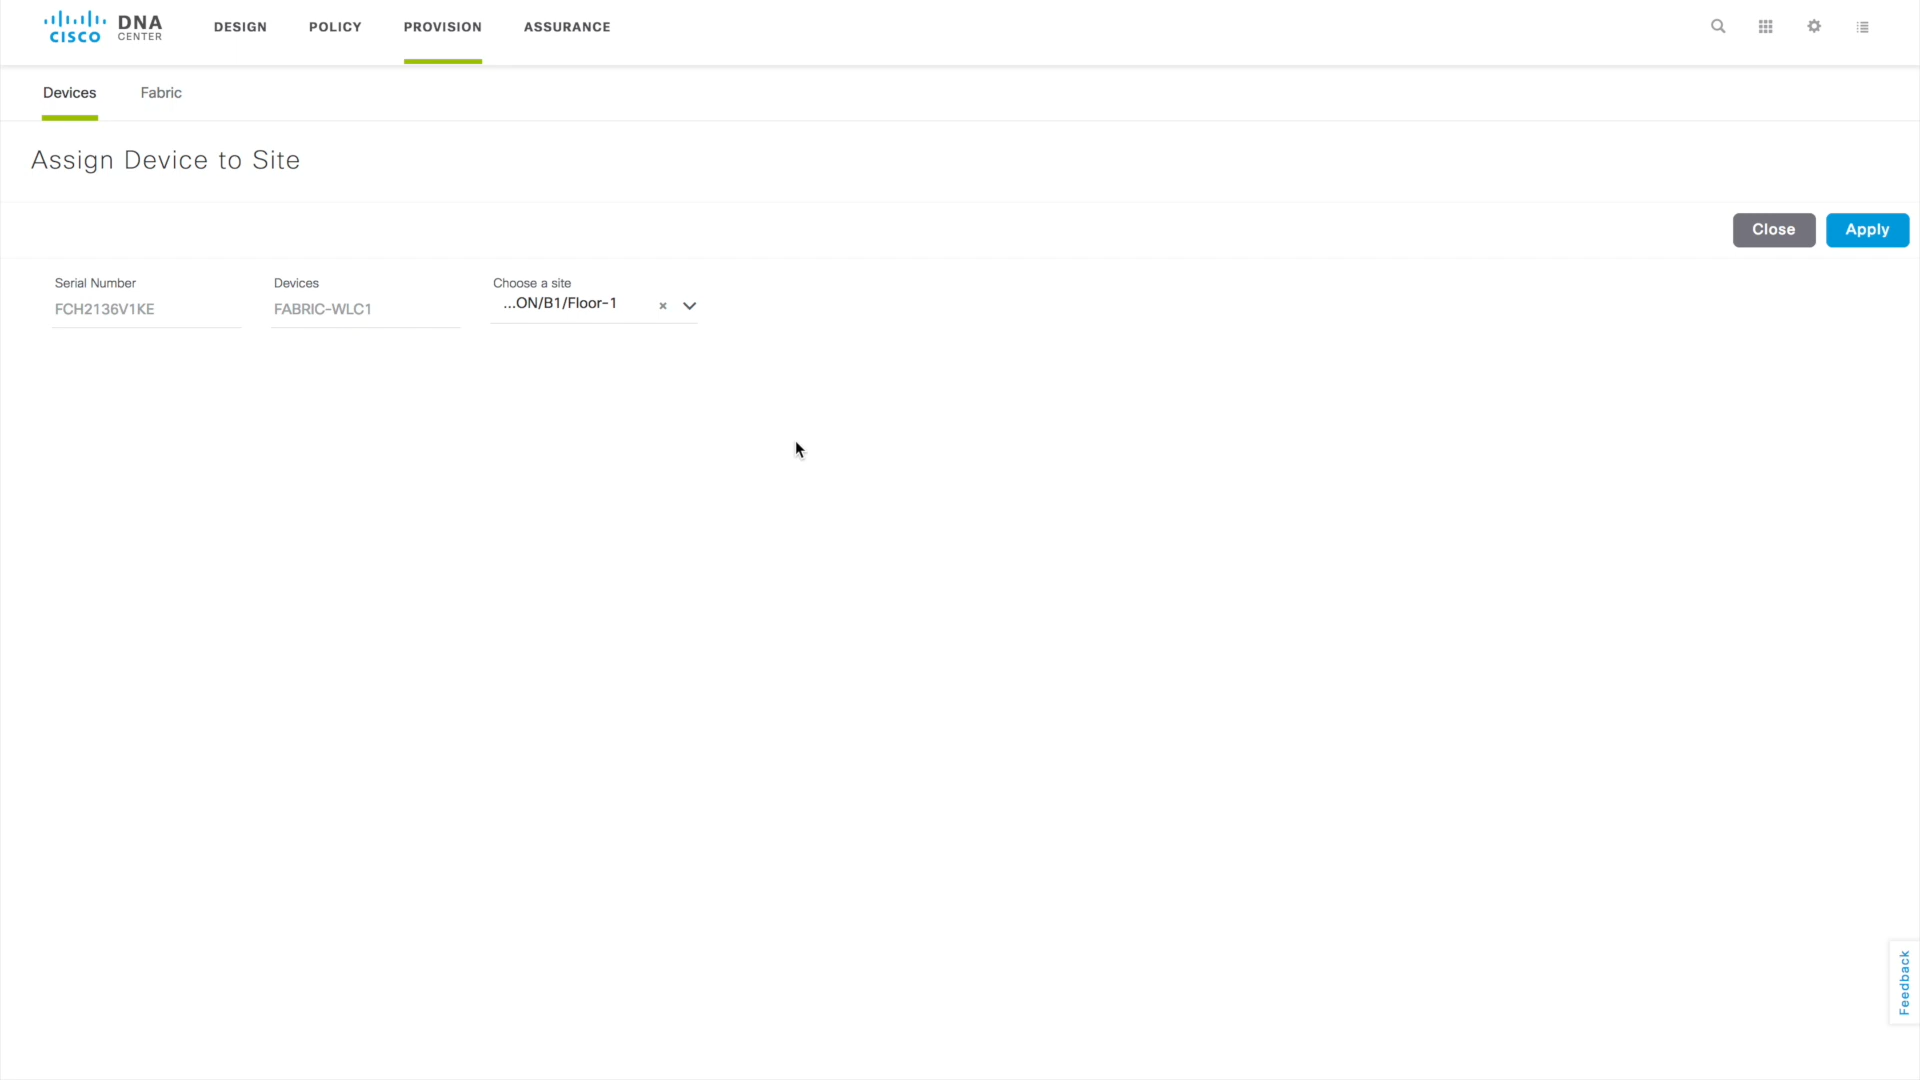 CISCO DNA CENTER DESIGN POLICY PROVISION ASSURANCE
Devices Fabric
Assign Device to Site
Close Apply
Serial Number Devices Choose a site
FCH2136V1KE FABRIC-WLC1 ...ON/B1/Floor-1
Feedback